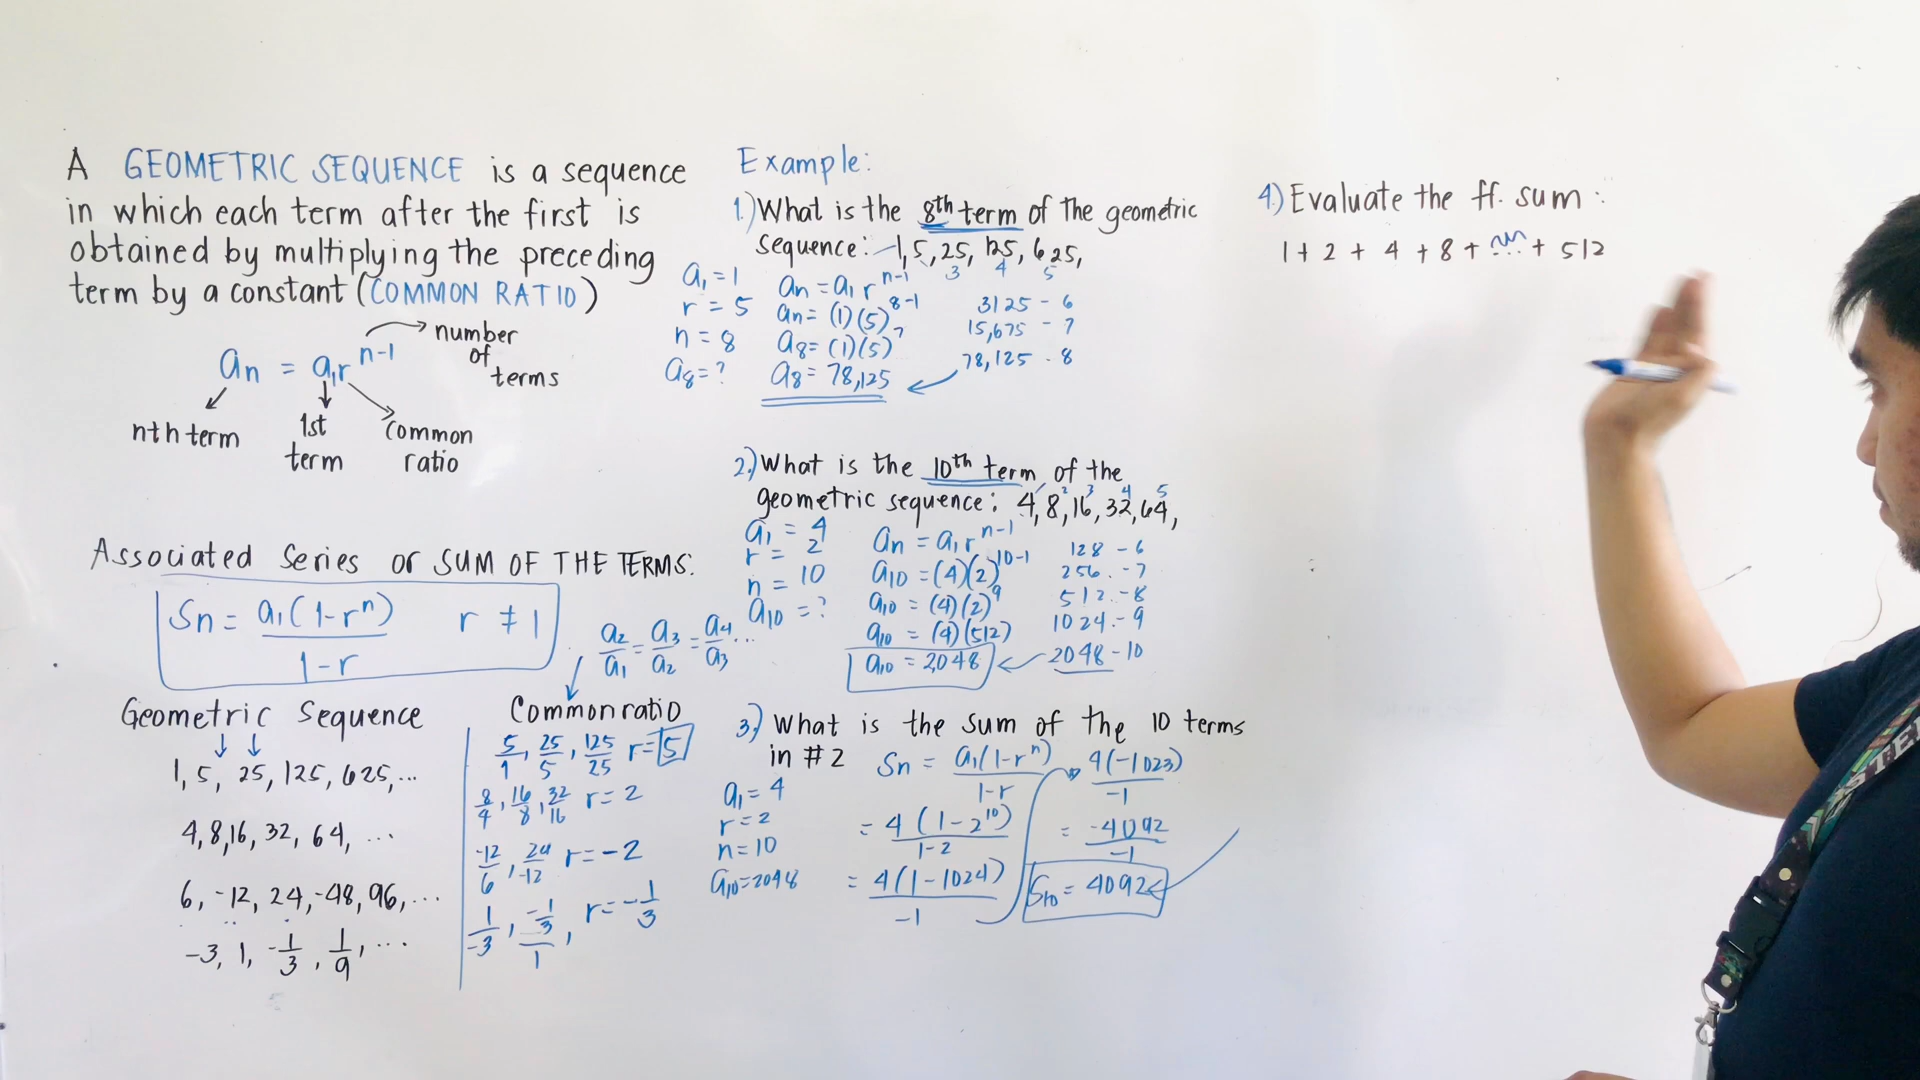 A GEOMETRIC SEQUENCE is a sequence
in which each term after the first is
obtained by multiplying the preceding
term by a constant (COMMON RATIO)
an = a₁r^(n-1)
number
of
terms
nth term
1st
term
common
ratio
Associated Series or SUM OF THE TERMS:
Sn = a₁(1-rⁿ) / 1-r   r ≠ 1
a₂/a₁ = a₃/a₂ = a₄/a₃ ...
Geometric Sequence
1, 5, 25, 125, 625, ...
4, 8, 16, 32, 64, ...
6, -12, 24, -48, 96, ...
-3, 1, -1/3, 1/9, ...
Common ratio
5/1, 25/5, 125/25 r=5
8/4, 16/8, 32/16 r=2
-12/6, 24/-12 r=-2
1/-3, -1/3/1, r=-1/3
Example:
1.) What is the 8th term of the geometric
sequence: 1, 5, 25, 125, 625,
3 4 5
a₁ = 1
r = 5
n = 8
a₈ = ?
an = a₁r^(n-1)
an = (1)(5)^(8-1)
a₈ = (1)(5)^7
a₈ = 78,125
3125 - 6
15,675 - 7
78,125 - 8
2.) What is the 10th term of the
geometric sequence: 4, 8, 16, 32, 64,
2 3 4 5
a₁ = 4
r = 2
n = 10
a₁₀ = ?
an = a₁r^(n-1)
a₁₀ = (4)(2)^(10-1)
a₁₀ = (4)(2)^9
a₁₀ = (4)(512)
a₁₀ = 2048
128 - 6
256 - 7
512 - 8
1024 - 9
2048 - 10
3.) What is the sum of the 10 terms
in #2
a₁ = 4
r = 2
n = 10
a₁₀ = 2048
Sn = a₁(1-rⁿ) / 1-r
= 4(1-2^10) / 1-2
= 4(1-1024) / -1
4(-1023) / -1
= -4092 / -1
S₁₀ = 4092
4.) Evaluate the ff. sum:
1 + 2 + 4 + 8 + ... + 512